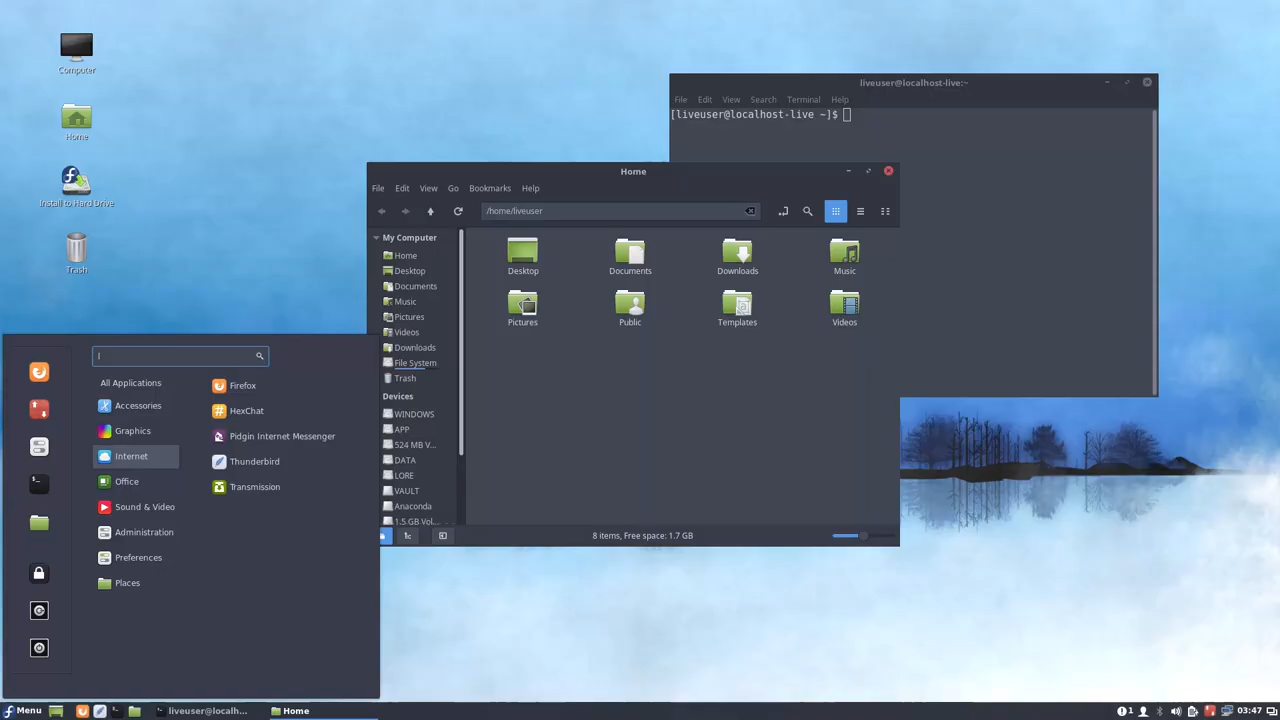 Computer
Home
Install to Hard Drive
Trash
liveuser@localhost-live:~
File Edit View Search Terminal Help
[liveuser@localhost-live ~]$
Home
File Edit View Go Bookmarks Help
/home/liveuser
My Computer
Home
Desktop
Documents
Music
Pictures
Videos
Downloads
File System
Trash
Devices
WINDOWS
APP
524 MB V...
DATA
LORE
VAULT
Anaconda
1.5 GB Vol...
Desktop Documents Downloads Music
Pictures Public Templates Videos
8 items, Free space: 1.7 GB
All Applications
Accessories
Graphics
Internet
Office
Sound & Video
Administration
Preferences
Places
Firefox
HexChat
Pidgin Internet Messenger
Thunderbird
Transmission
Menu liveuser@localh... Home 1 03:47